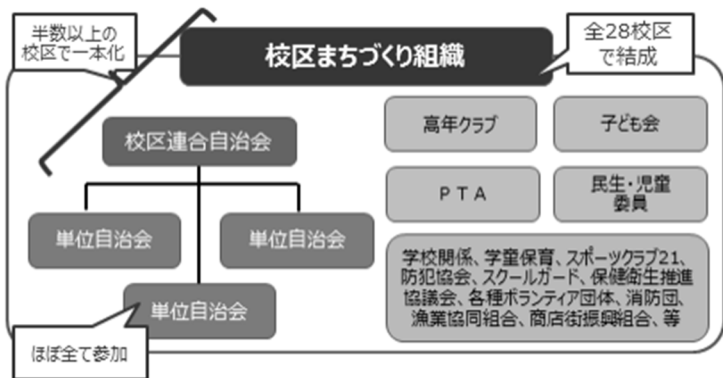 半数以上の
校区で一本化
校区まちづくり組織
全28校区
で結成
校区連合自治会
高年クラブ
子ども会
ＰＴＡ
民生・児童
委員
単位自治会
単位自治会
単位自治会
学校関係、学童保育、スポーツクラブ21、
防犯協会、スクールガード、保健衛生推進
協議会、各種ボランティア団体、消防団、
漁業協同組合、商店街振興組合、等
ほぼ全て参加